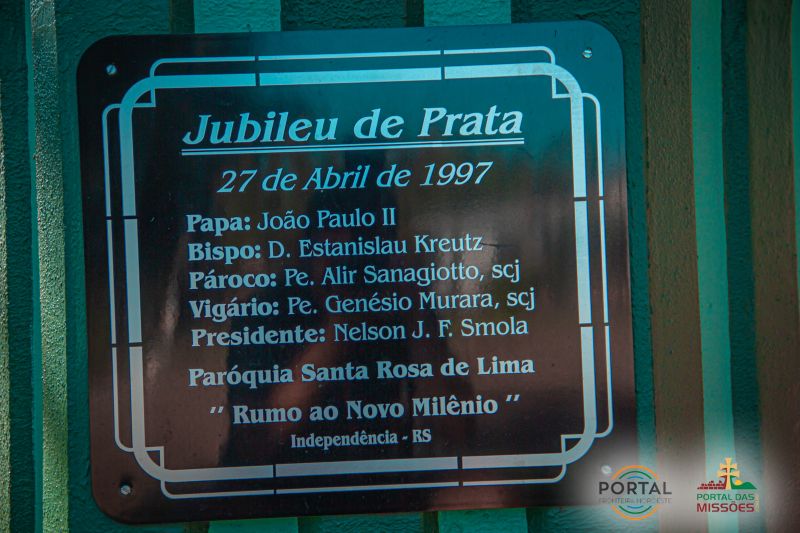 Jubileu de Prata
27 de Abril de 1997
Papa: João Paulo II
Bispo: D. Estanislau Kreutz
Pároco: Pe. Alir Sanagiotto, scj
Vigário: Pe. Genésio Murara, scj
Presidente: Nelson J. F. Smola
Paróquia Santa Rosa de Lima
" Rumo ao Novo Milênio "
Independência - RS
PORTAL
FRONTEIRA NOROESTE
PORTAL DAS
MISSÕES